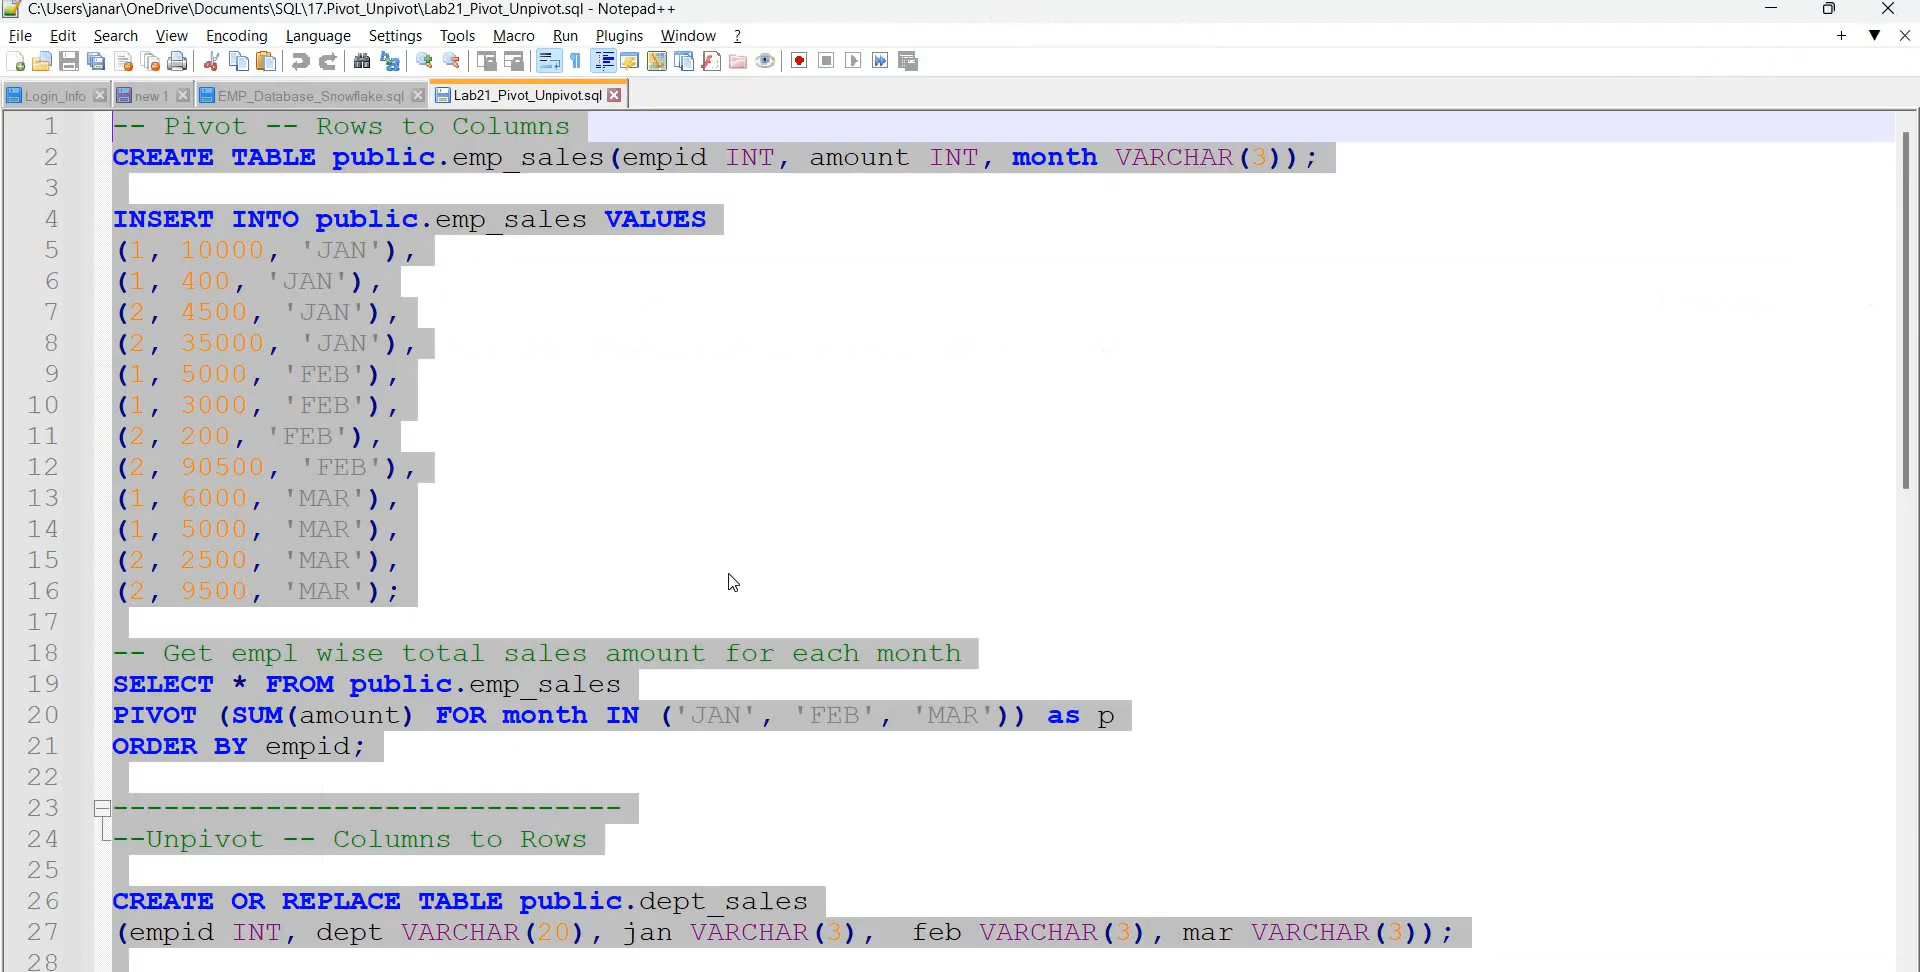 C:\Users\janar\OneDrive\Documents\SQL\17.Pivot_Unpivot\Lab21_Pivot_Unpivot.sql - Notepad++
File Edit Search View Encoding Language Settings Tools Macro Run Plugins Window ?
Login_Info new 1 EMP_Database_Snowflake.sql Lab21_Pivot_Unpivot.sql
1 -- Pivot -- Rows to Columns
2 CREATE TABLE public.emp_sales(empid INT, amount INT, month VARCHAR(3));
3
4 INSERT INTO public.emp_sales VALUES
5 (1, 10000, 'JAN'),
6 (1, 400, 'JAN'),
7 (2, 4500, 'JAN'),
8 (2, 35000, 'JAN'),
9 (1, 5000, 'FEB'),
10 (1, 3000, 'FEB'),
11 (2, 200, 'FEB'),
12 (2, 90500, 'FEB'),
13 (1, 6000, 'MAR'),
14 (1, 5000, 'MAR'),
15 (2, 2500, 'MAR'),
16 (2, 9500, 'MAR');
17
18 -- Get empl wise total sales amount for each month
19 SELECT * FROM public.emp_sales
20 PIVOT (SUM(amount) FOR month IN ('JAN', 'FEB', 'MAR')) as p
21 ORDER BY empid;
22
23 ------------------------------
24 --Unpivot -- Columns to Rows
25
26 CREATE OR REPLACE TABLE public.dept_sales
27 (empid INT, dept VARCHAR(20), jan VARCHAR(3), feb VARCHAR(3), mar VARCHAR(3));
28